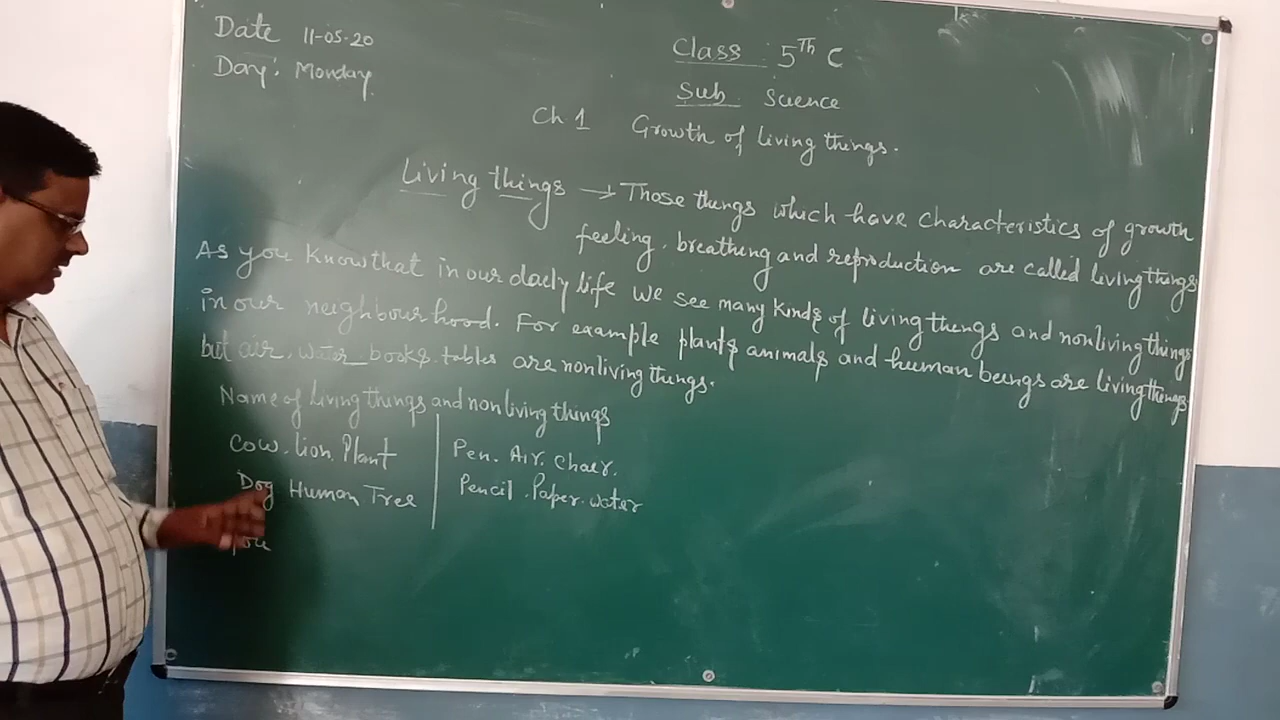 Date 11-05-20
Day: Monday
Class : 5Th C
Sub. Science
Ch 1 Growth of living things.
Living things → Those things which have characteristics of growth
feeling, breathing and reproduction are called living things
As you know that in our daily life we see many kinds of living things and nonliving things
in our neighbourhood. For example plants animals and human beings are living things
but air, water books. tables are nonliving things.
Name of living things and nonliving things
Cow. lion. Plant Pen. Air. Chair.
Dog Human Tree Pencil. Paper. water